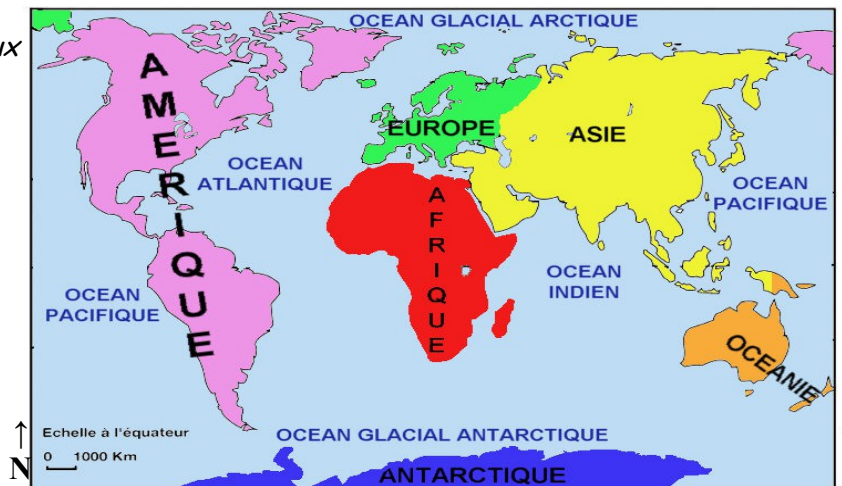 OCEAN GLACIAL ARCTIQUE
UX
AMERIQUE
EUROPE
ASIE
OCEAN
ATLANTIQUE
AFRIQUE
OCEAN
PACIFIQUE
OCEAN
INDIEN
OCEAN
PACIFIQUE
OCEANIE
Echelle à l'équateur
0 1000 Km
↑
N
OCEAN GLACIAL ANTARCTIQUE
ANTARCTIQUE